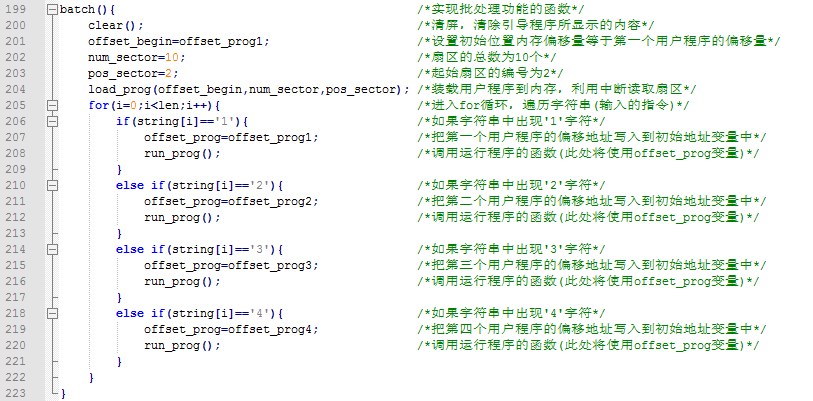 199 batch(){ /*实现批处理功能的函数*/
200 clear(); /*清屏，清除引导程序所显示的内容*/
201 offset_begin=offset_prog1; /*设置初始位置内存偏移量等于第一个用户程序的偏移量*/
202 num_sector=10; /*扇区的总数为10个*/
203 pos_sector=2; /*起始扇区的编号为2*/
204 load_prog(offset_begin,num_sector,pos_sector); /*装载用户程序到内存，利用中断读取扇区*/
205 for(i=0;i<len;i++){ /*进入for循环，遍历字符串(输入的指令)*/
206 if(string[i]=='1'){ /*如果字符串中出现'1'字符*/
207 offset_prog=offset_prog1; /*把第一个用户程序的偏移地址写入到初始地址变量中*/
208 run_prog(); /*调用运行程序的函数(此处将使用offset_prog变量)*/
209 }
210 else if(string[i]=='2'){ /*如果字符串中出现'2'字符*/
211 offset_prog=offset_prog2; /*把第二个用户程序的偏移地址写入到初始地址变量中*/
212 run_prog(); /*调用运行程序的函数(此处将使用offset_prog变量)*/
213 }
214 else if(string[i]=='3'){ /*如果字符串中出现'3'字符*/
215 offset_prog=offset_prog3; /*把第三个用户程序的偏移地址写入到初始地址变量中*/
216 run_prog(); /*调用运行程序的函数(此处将使用offset_prog变量)*/
217 }
218 else if(string[i]=='4'){ /*如果字符串中出现'4'字符*/
219 offset_prog=offset_prog4; /*把第四个用户程序的偏移地址写入到初始地址变量中*/
220 run_prog(); /*调用运行程序的函数(此处将使用offset_prog变量)*/
221 }
222 }
223 }